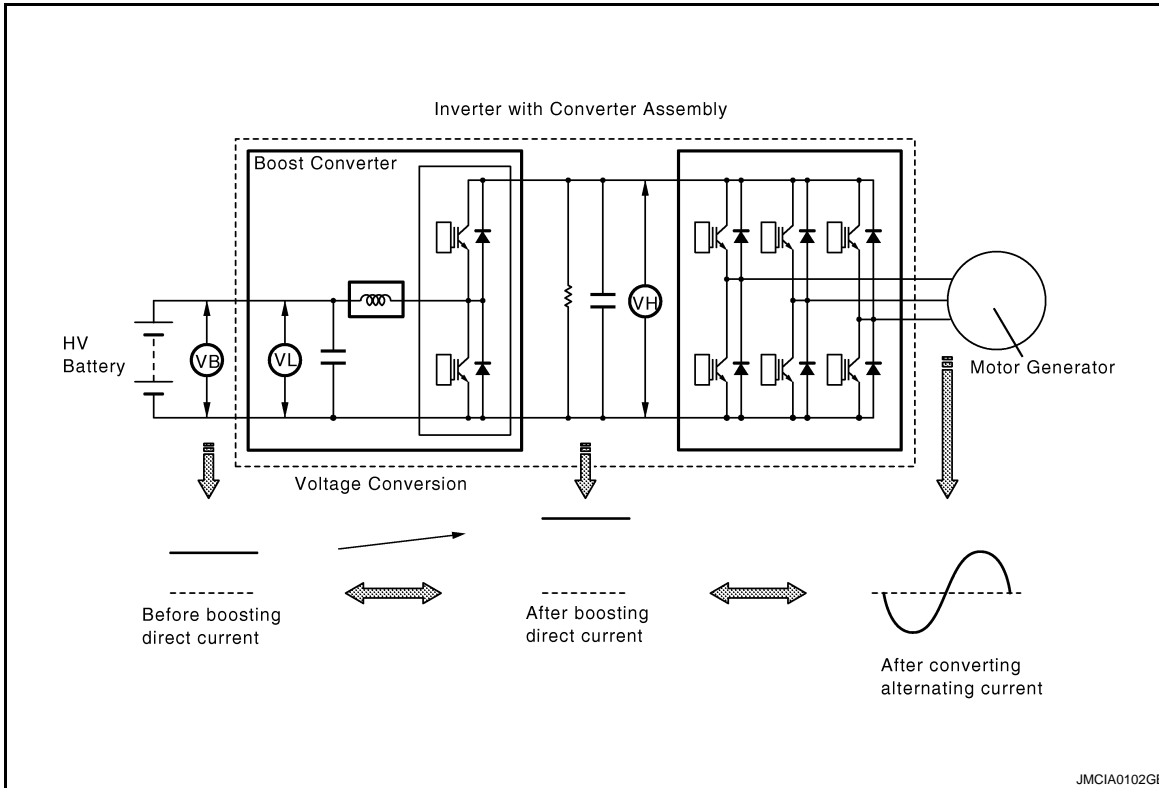 Inverter with Converter Assembly
Boost Converter
HV
Battery
VB
VL
VH
Motor Generator
Voltage Conversion
Before boosting
direct current
After boosting
direct current
After converting
alternating current